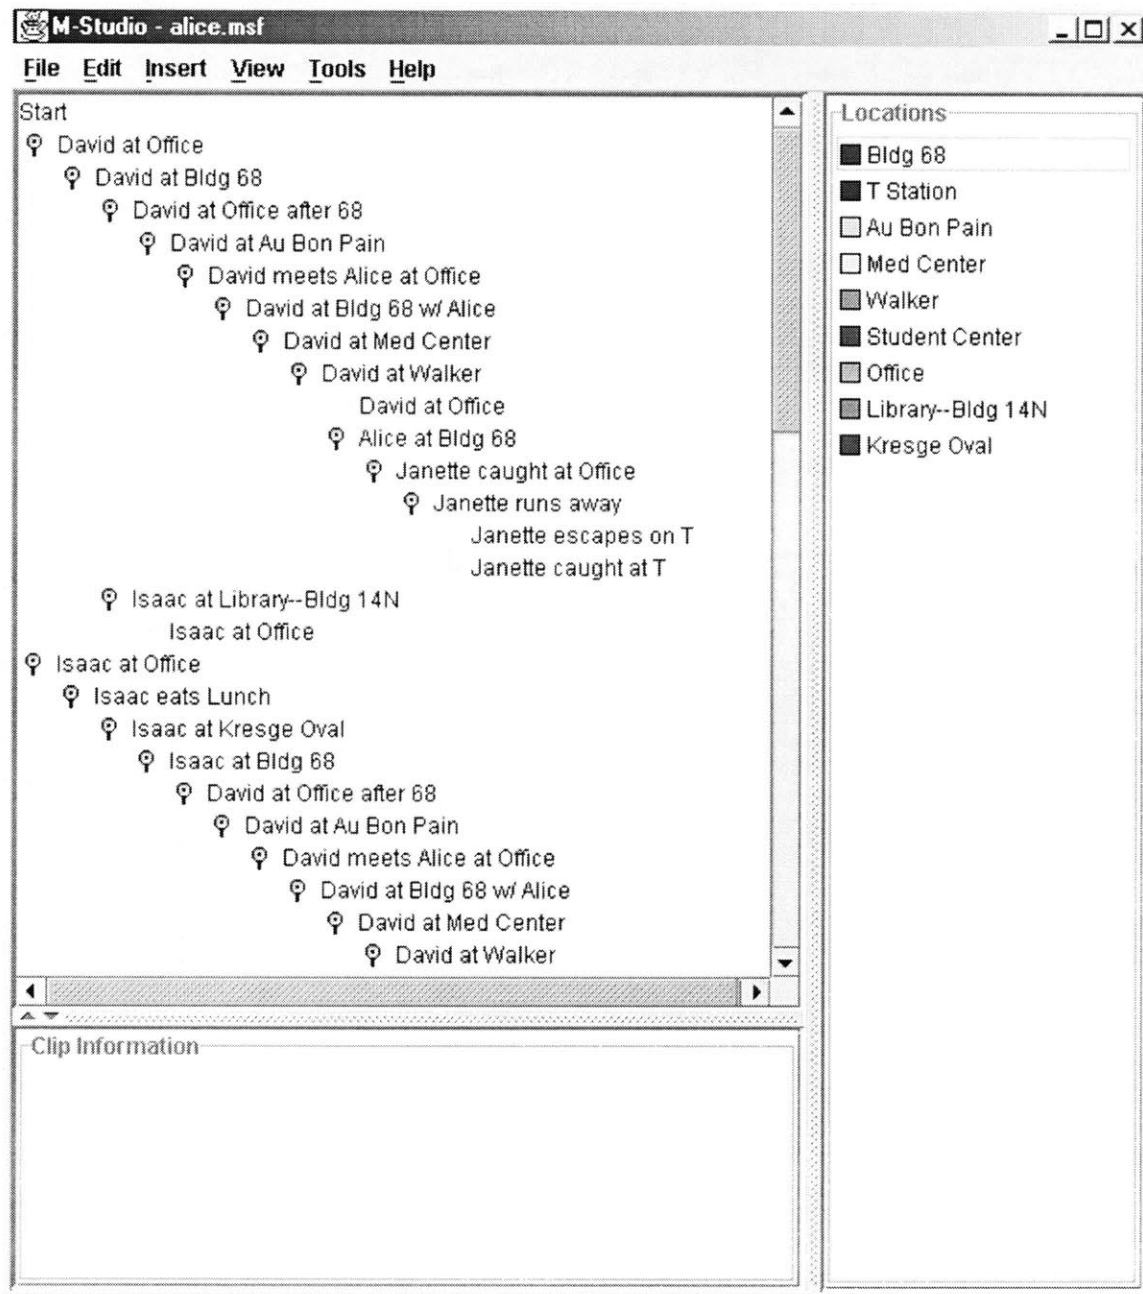 M-Studio - alice.msf
File Edit Insert View Tools Help
Start
David at Office
David at Bldg 68
David at Office after 68
David at Au Bon Pain
David meets Alice at Office
David at Bldg 68 w/ Alice
David at Med Center
David at Walker
David at Office
Alice at Bldg 68
Janette caught at Office
Janette runs away
Janette escapes on T
Janette caught at T
Isaac at Library--Bldg 14N
Isaac at Office
Isaac at Office
Isaac eats Lunch
Isaac at Kresge Oval
Isaac at Bldg 68
David at Office after 68
David at Au Bon Pain
David meets Alice at Office
David at Bldg 68 w/ Alice
David at Med Center
David at Walker
Clip Information
Locations
Bldg 68
T Station
Au Bon Pain
Med Center
Walker
Student Center
Office
Library--Bldg 14N
Kresge Oval